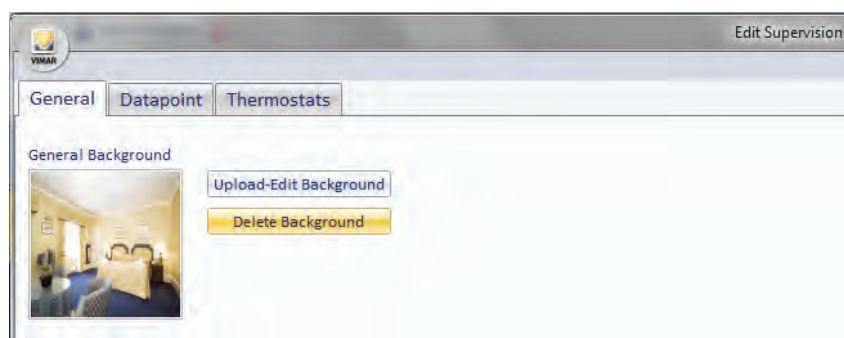 Edit Supervision
VIMAR
General Datapoint Thermostats
General Background
Upload-Edit Background
Delete Background